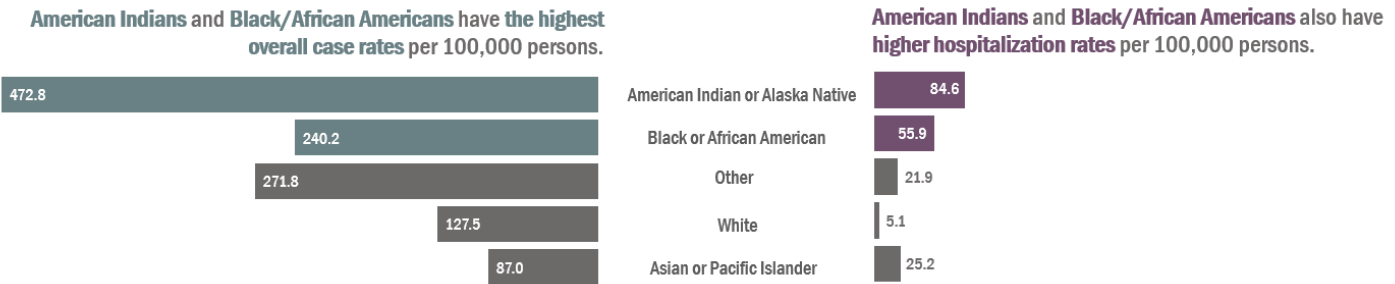 American Indians and Black/African Americans have the highest
overall case rates per 100,000 persons.
American Indians and Black/African Americans also have
higher hospitalization rates per 100,000 persons.
472.8 American Indian or Alaska Native 84.6
240.2 Black or African American 55.9
271.8 Other 21.9
127.5 White 5.1
87.0 Asian or Pacific Islander 25.2